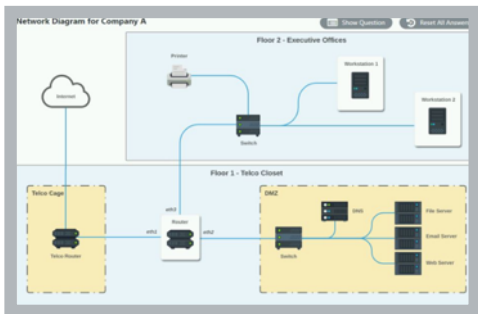 Network Diagram for Company A
Show Question
Reset All Answers
Floor 2 - Executive Offices
Printer
Workstation 1
Internet
Workstation 2
Switch
Floor 1 - Telco Closet
Telco Cage
DMZ
eth3
Router
DNS
File Server
eth1
eth2
Email Server
Telco Router
Switch
Web Server